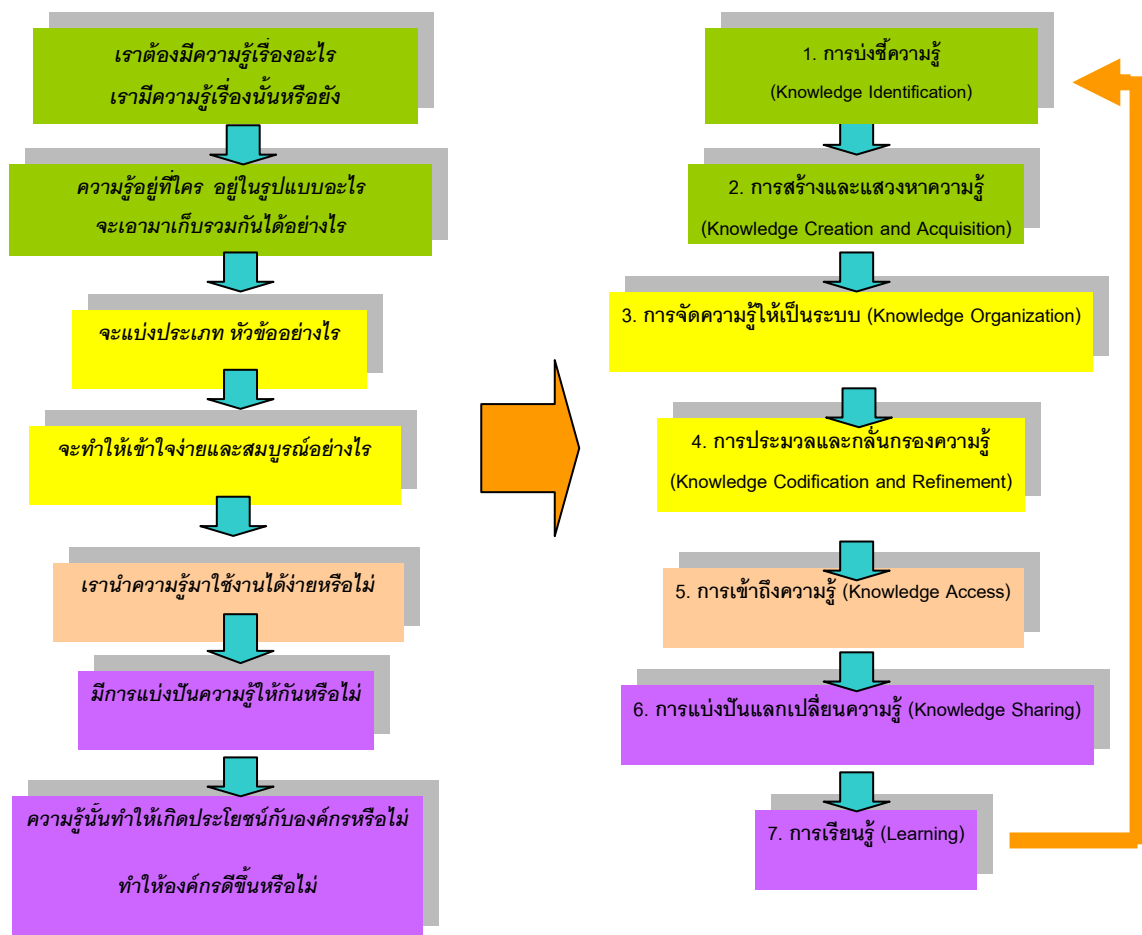 เราต้องมีความรู้เรื่องอะไร
เรามีความรู้เรื่องนั้นหรือยัง
ความรู้อยู่ที่ใคร อยู่ในรูปแบบอะไร
จะเอามาเก็บรวมกันได้อย่างไร
จะแบ่งประเภท หัวข้ออย่างไร
จะทำให้เข้าใจง่ายและสมบูรณ์อย่างไร
เรานำความรู้มาใช้งานได้ง่ายหรือไม่
มีการแบ่งปันความรู้ให้กันหรือไม่
ความรู้นั้นทำให้เกิดประโยชน์กับองค์กรหรือไม่
ทำให้องค์กรดีขึ้นหรือไม่
1. การบ่งชี้ความรู้
(Knowledge Identification)
2. การสร้างและแสวงหาความรู้
(Knowledge Creation and Acquisition)
3. การจัดความรู้ให้เป็นระบบ (Knowledge Organization)
4. การประมวลและกลั่นกรองความรู้
(Knowledge Codification and Refinement)
5. การเข้าถึงความรู้ (Knowledge Access)
6. การแบ่งปันแลกเปลี่ยนความรู้ (Knowledge Sharing)
7. การเรียนรู้ (Learning)